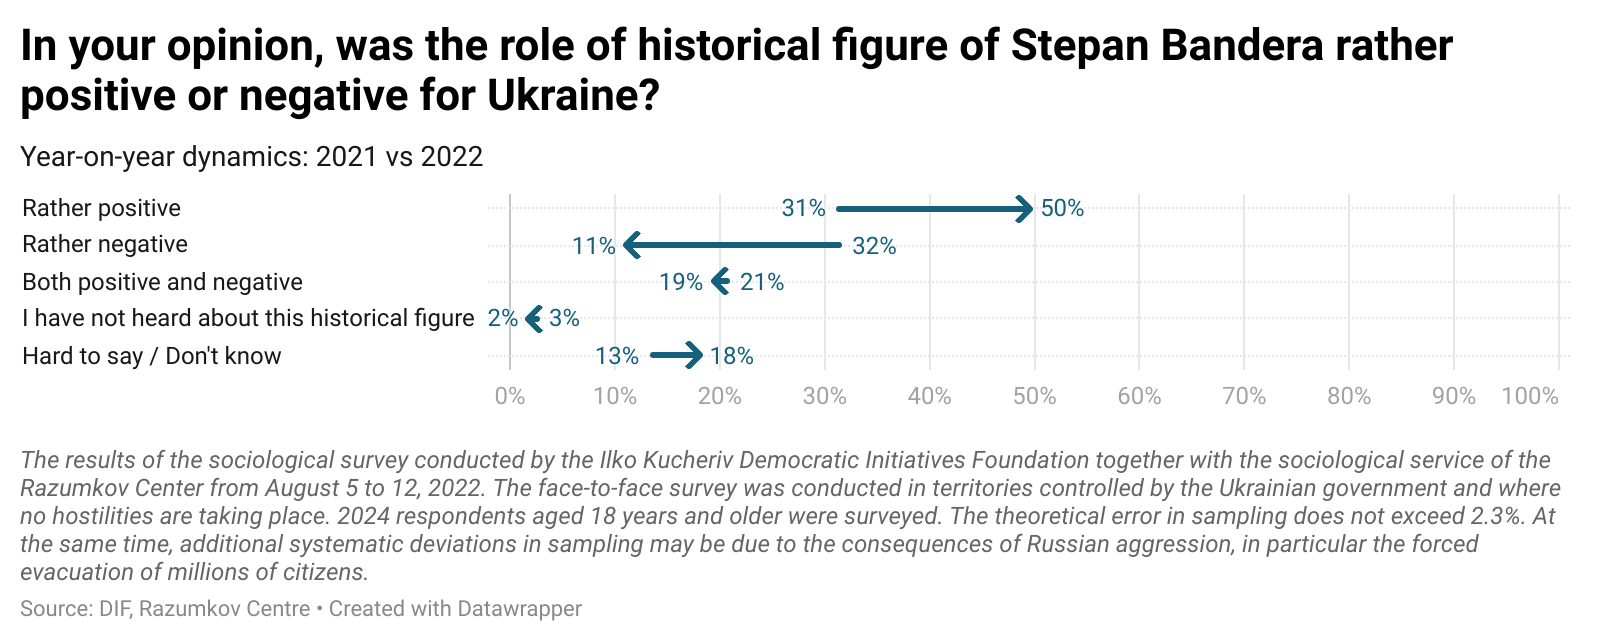 In your opinion, was the role of historical figure of Stepan Bandera rather
positive or negative for Ukraine?
Year-on-year dynamics: 2021 vs 2022
Rather positive 31% 50%
Rather negative 11% 32%
Both positive and negative 19% 21%
I have not heard about this historical figure 2% 3%
Hard to say / Don't know 13% 18%
0% 10% 20% 30% 40% 50% 60% 70% 80% 90% 100%
The results of the sociological survey conducted by the Ilko Kucheriv Democratic Initiatives Foundation together with the sociological service of the
Razumkov Center from August 5 to 12, 2022. The face-to-face survey was conducted in territories controlled by the Ukrainian government and where
no hostilities are taking place. 2024 respondents aged 18 years and older were surveyed. The theoretical error in sampling does not exceed 2.3%. At
the same time, additional systematic deviations in sampling may be due to the consequences of Russian aggression, in particular the forced
evacuation of millions of citizens.
Source: DIF, Razumkov Centre • Created with Datawrapper